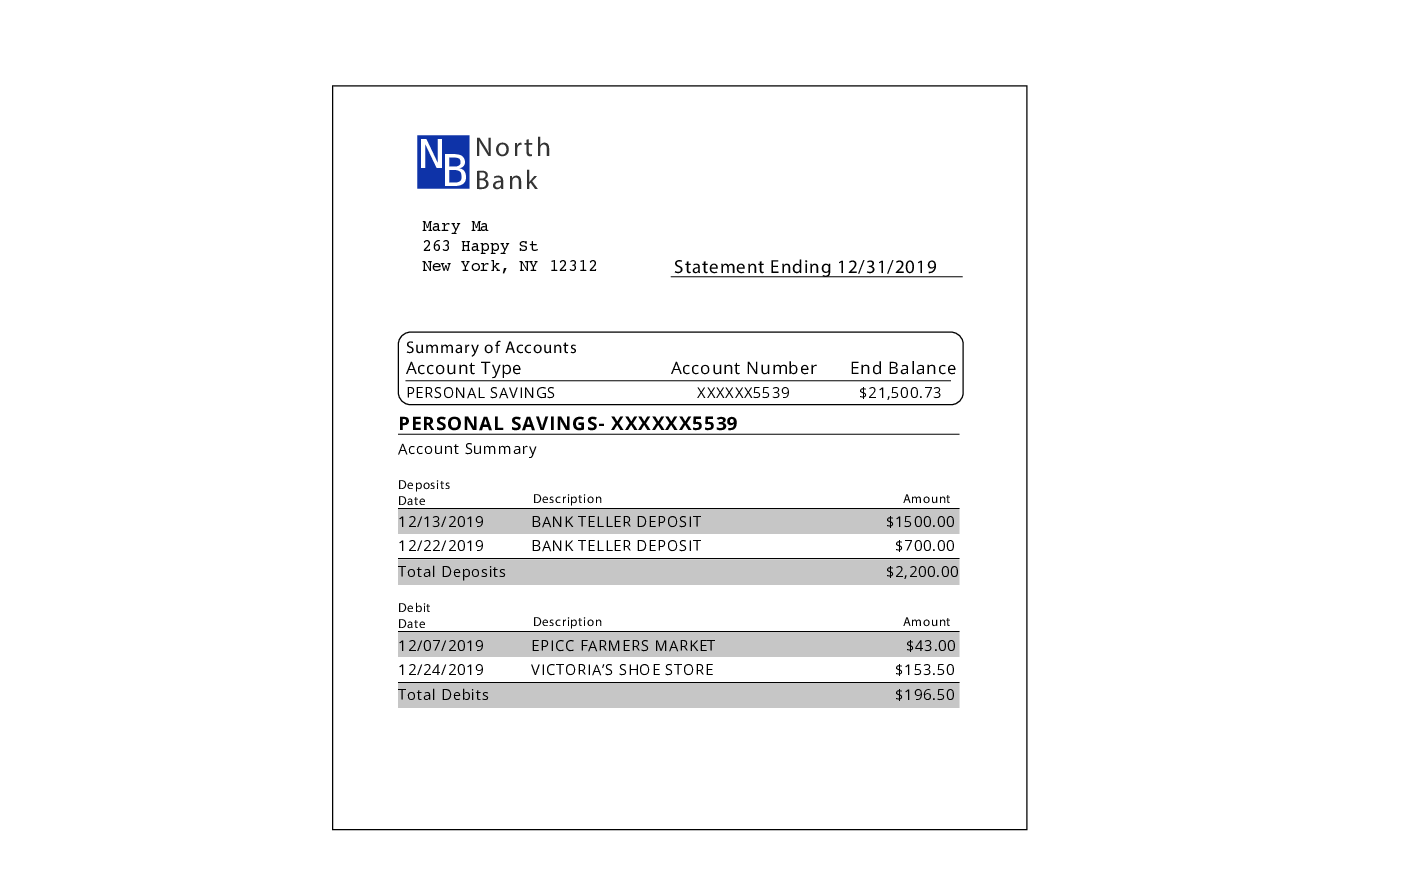 NB North
Bank
Mary Ma
263 Happy St
New York, NY 12312
Statement Ending 12/31/2019
Summary of Accounts
Account Type Account Number End Balance
PERSONAL SAVINGS XXXXXX5539 $21,500.73
PERSONAL SAVINGS- XXXXXX5539
Account Summary
Deposits
Date Description Amount
12/13/2019 BANK TELLER DEPOSIT $1500.00
12/22/2019 BANK TELLER DEPOSIT $700.00
Total Deposits $2,200.00
Debit
Date Description Amount
12/07/2019 EPICC FARMERS MARKET $43.00
12/24/2019 VICTORIA’S SHOE STORE $153.50
Total Debits $196.50